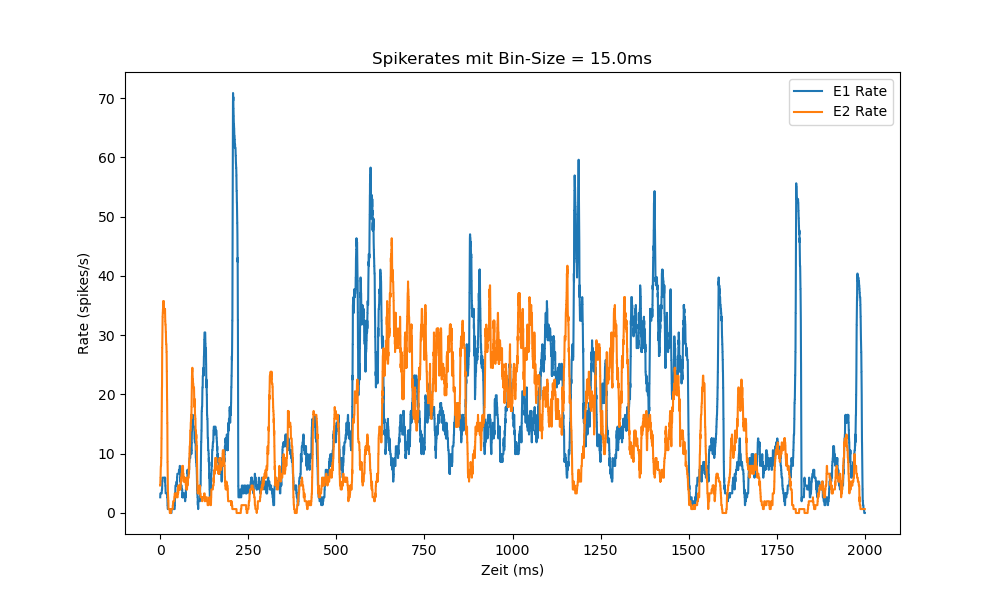 Spikerates mit Bin-Size = 15.0ms
E1 Rate
E2 Rate
Rate (spikes/s)
70
60
50
40
30
20
10
0
0 250 500 750 1000 1250 1500 1750 2000
Zeit (ms)